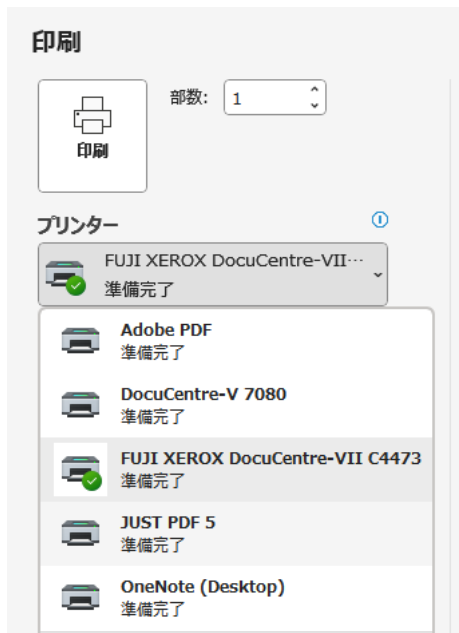 印刷
部数: 1
印刷
プリンター
FUJI XEROX DocuCentre-VII…
準備完了
Adobe PDF
準備完了
DocuCentre-V 7080
準備完了
FUJI XEROX DocuCentre-VII C4473
準備完了
JUST PDF 5
準備完了
OneNote (Desktop)
準備完了